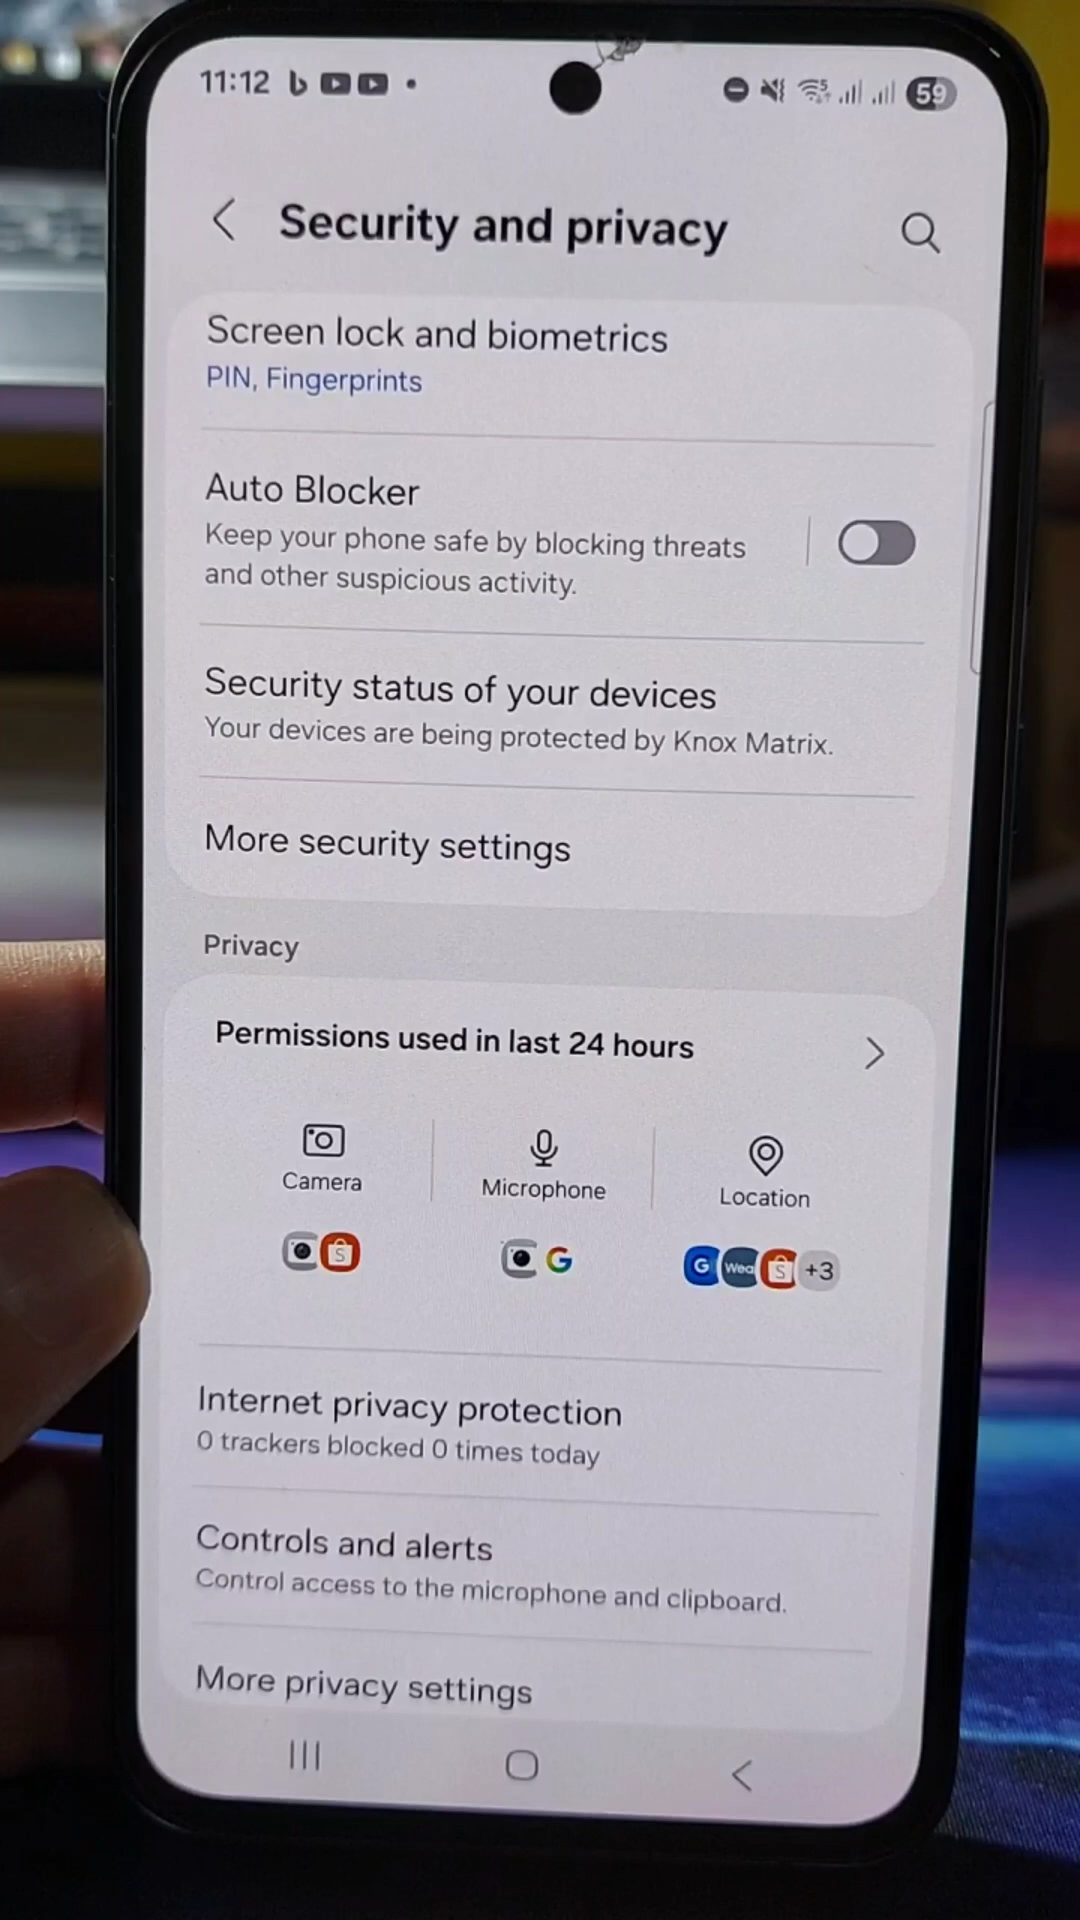 11:12
59
Security and privacy
Screen lock and biometrics
PIN, Fingerprints
Auto Blocker
Keep your phone safe by blocking threats
and other suspicious activity.
Security status of your devices
Your devices are being protected by Knox Matrix.
More security settings
Privacy
Permissions used in last 24 hours
Camera
Microphone
Location
S
G
G
Wea
S
+3
Internet privacy protection
0 trackers blocked 0 times today
Controls and alerts
Control access to the microphone and clipboard.
More privacy settings